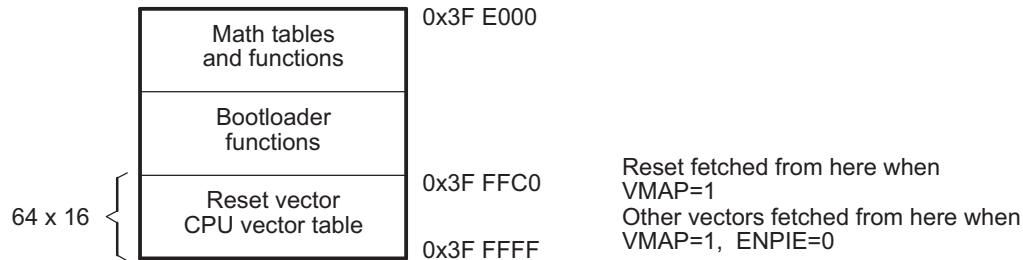 0x3F E000
Math tables
and functions
Bootloader
functions
0x3F FFC0
Reset fetched from here when
VMAP=1
64 x 16
Reset vector
CPU vector table
Other vectors fetched from here when
VMAP=1, ENPIE=0
0x3F FFFF